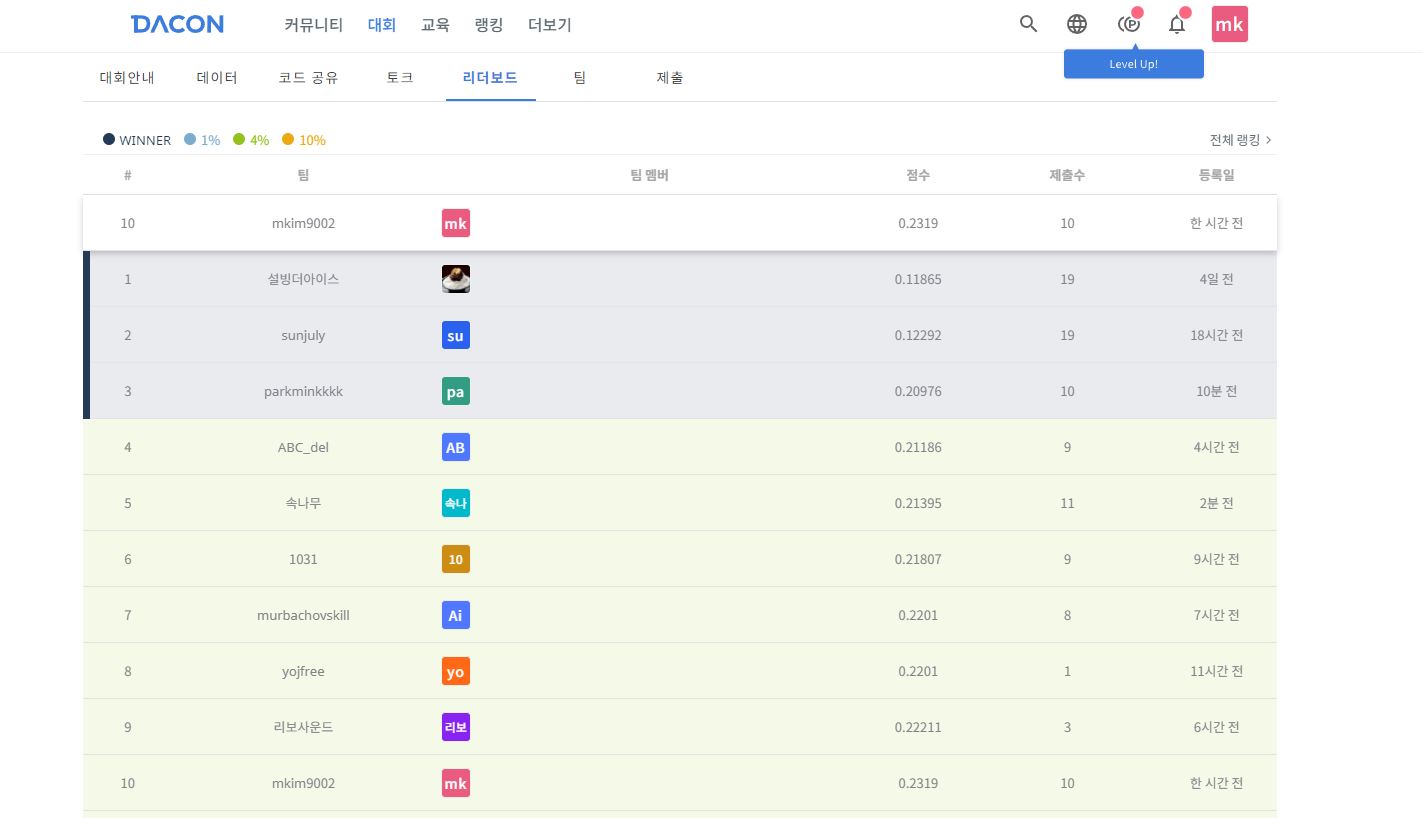 DACON 커뮤니티 대회 교육 랭킹 더보기 mk
Level Up!
대회안내 데이터 코드 공유 토크 리더보드 팀 제출
WINNER 1% 4% 10% 전체 랭킹 >
# 팀 팀 멤버 점수 제출수 등록일
10 mkim9002 mk 0.2319 10 한 시간 전
1 설빙더아이스 0.11865 19 4일 전
2 sunjuly su 0.12292 19 18시간 전
3 parkminkkkk pa 0.20976 10 10분 전
4 ABC_del AB 0.21186 9 4시간 전
5 속나무 속나 0.21395 11 2분 전
6 1031 10 0.21807 9 9시간 전
7 murbachovskill Ai 0.2201 8 7시간 전
8 yojfree yo 0.2201 1 11시간 전
9 리보사운드 리보 0.22211 3 6시간 전
10 mkim9002 mk 0.2319 10 한 시간 전